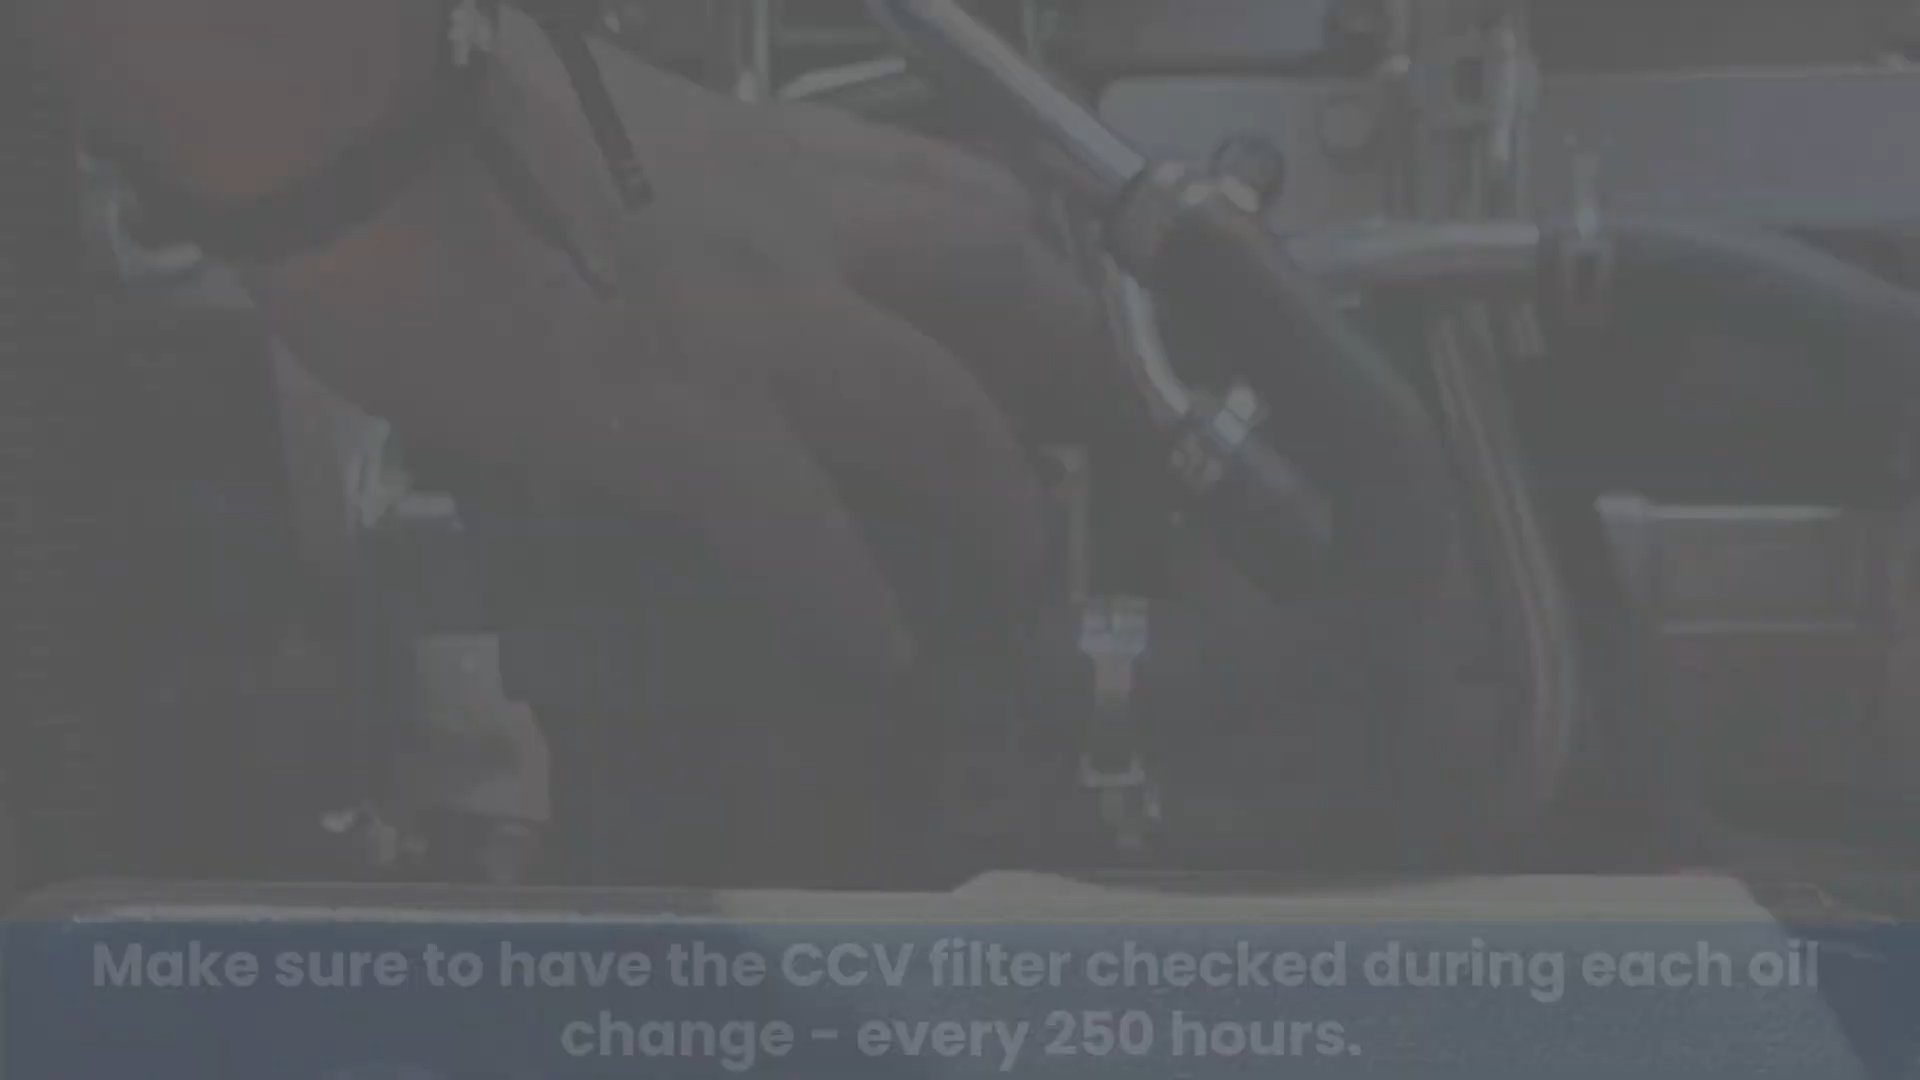 Make sure to have the CCV filter checked during each oil
change - every 250 hours.